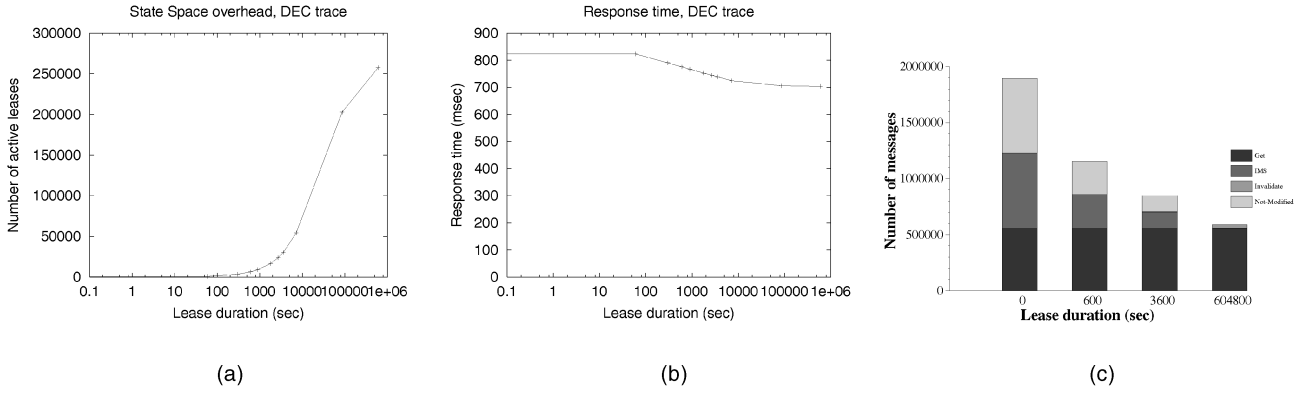 State Space overhead, DEC trace
Number of active leases
300000
250000
200000
150000
100000
50000
0
0.1 1 10 100 1000 10000 100000 1e+06
Lease duration (sec)
(a)
Response time, DEC trace
Response time (msec)
900
800
700
600
500
400
300
200
100
0
0.1 1 10 100 1000 10000 100000 1e+06
Lease duration (sec)
(b)
Number of messages
2000000
1500000
1000000
500000
0
0 600 3600 604800
Lease duration (sec)
Get
IMS
Invalidate
Not-Modified
(c)